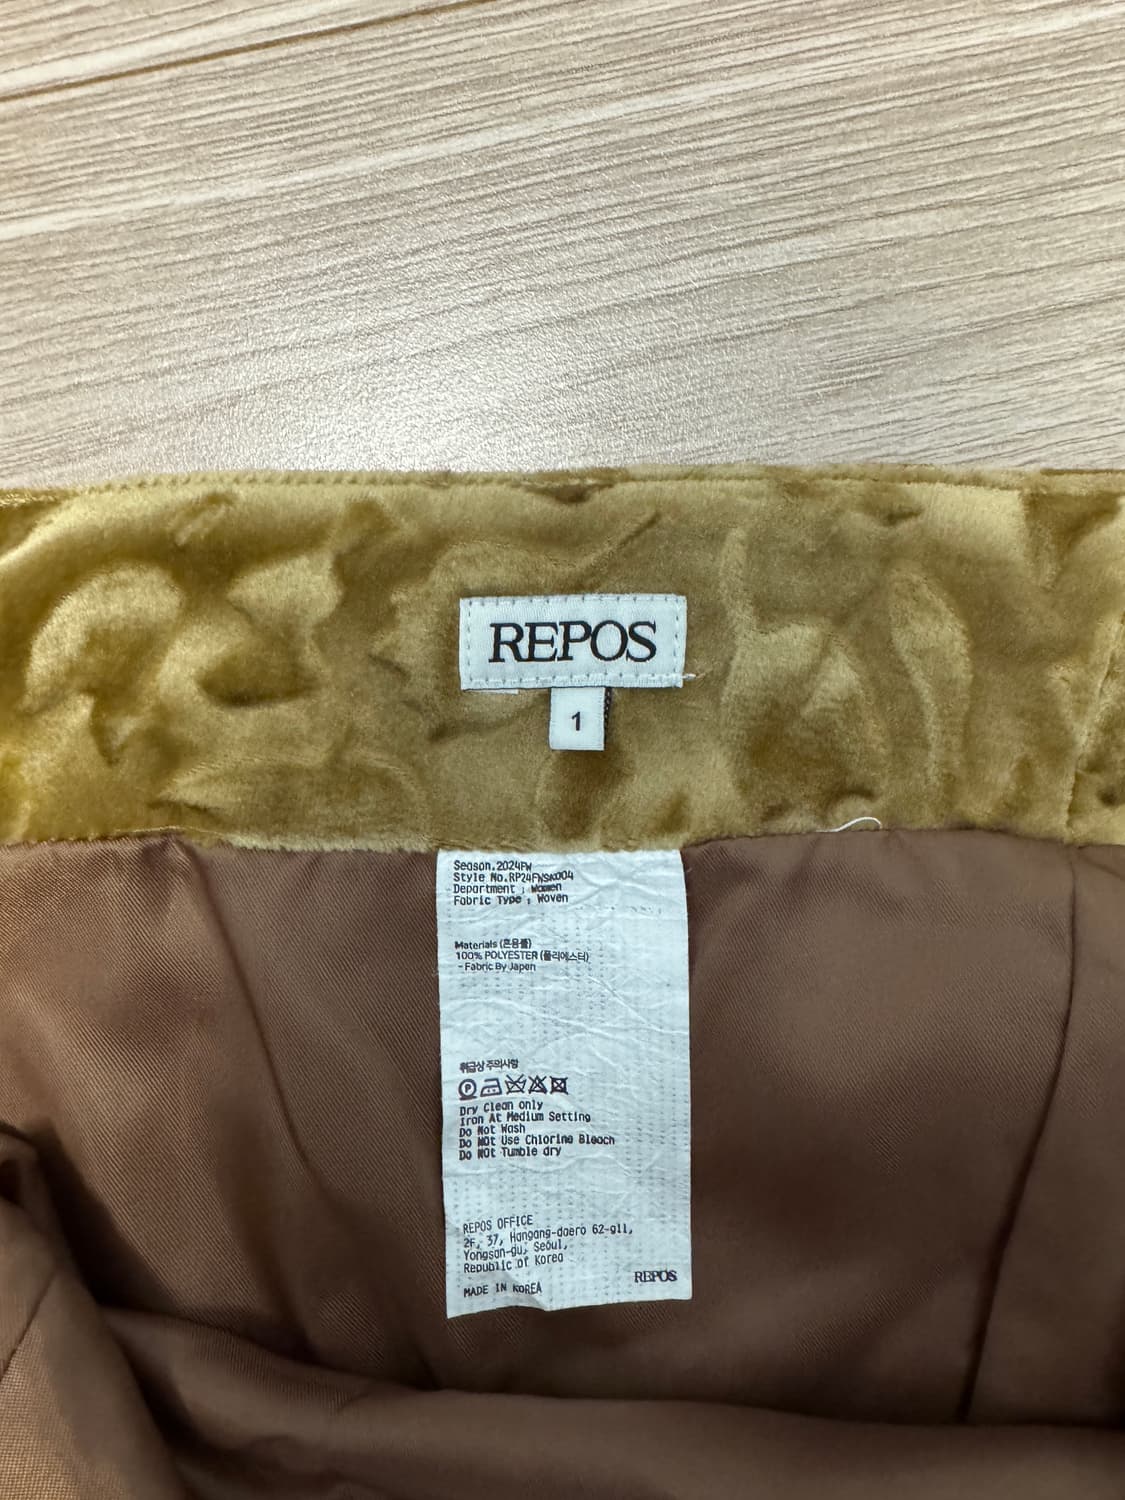 REPOS
1
Season.2024FW
Style No.RP24FWSK004
Department ; Women
Fabric Type ; Woven
Materials (혼용률)
100% POLYESTER (폴리에스터)
- Fabric By Japan
취급상 주의사항
P
Dry Clean only
Iron At Medium Setting
Do Not Wash
Do NOt Use Chlorine Bleach
Do NOt Tumble dry
REPOS OFFICE
2F, 37, Hangang-daero 62-gil,
Yongsan-gu, Seoul,
Republic of Korea
MADE IN KOREA
REPOS